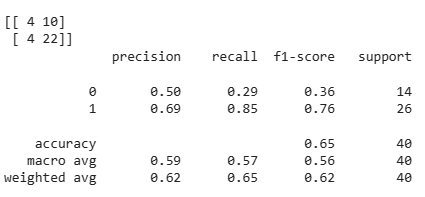 [[ 4 10]
 [ 4 22]]
              precision    recall  f1-score   support

           0       0.50      0.29      0.36        14
           1       0.69      0.85      0.76        26

    accuracy                           0.65        40
   macro avg       0.59      0.57      0.56        40
weighted avg       0.62      0.65      0.62        40